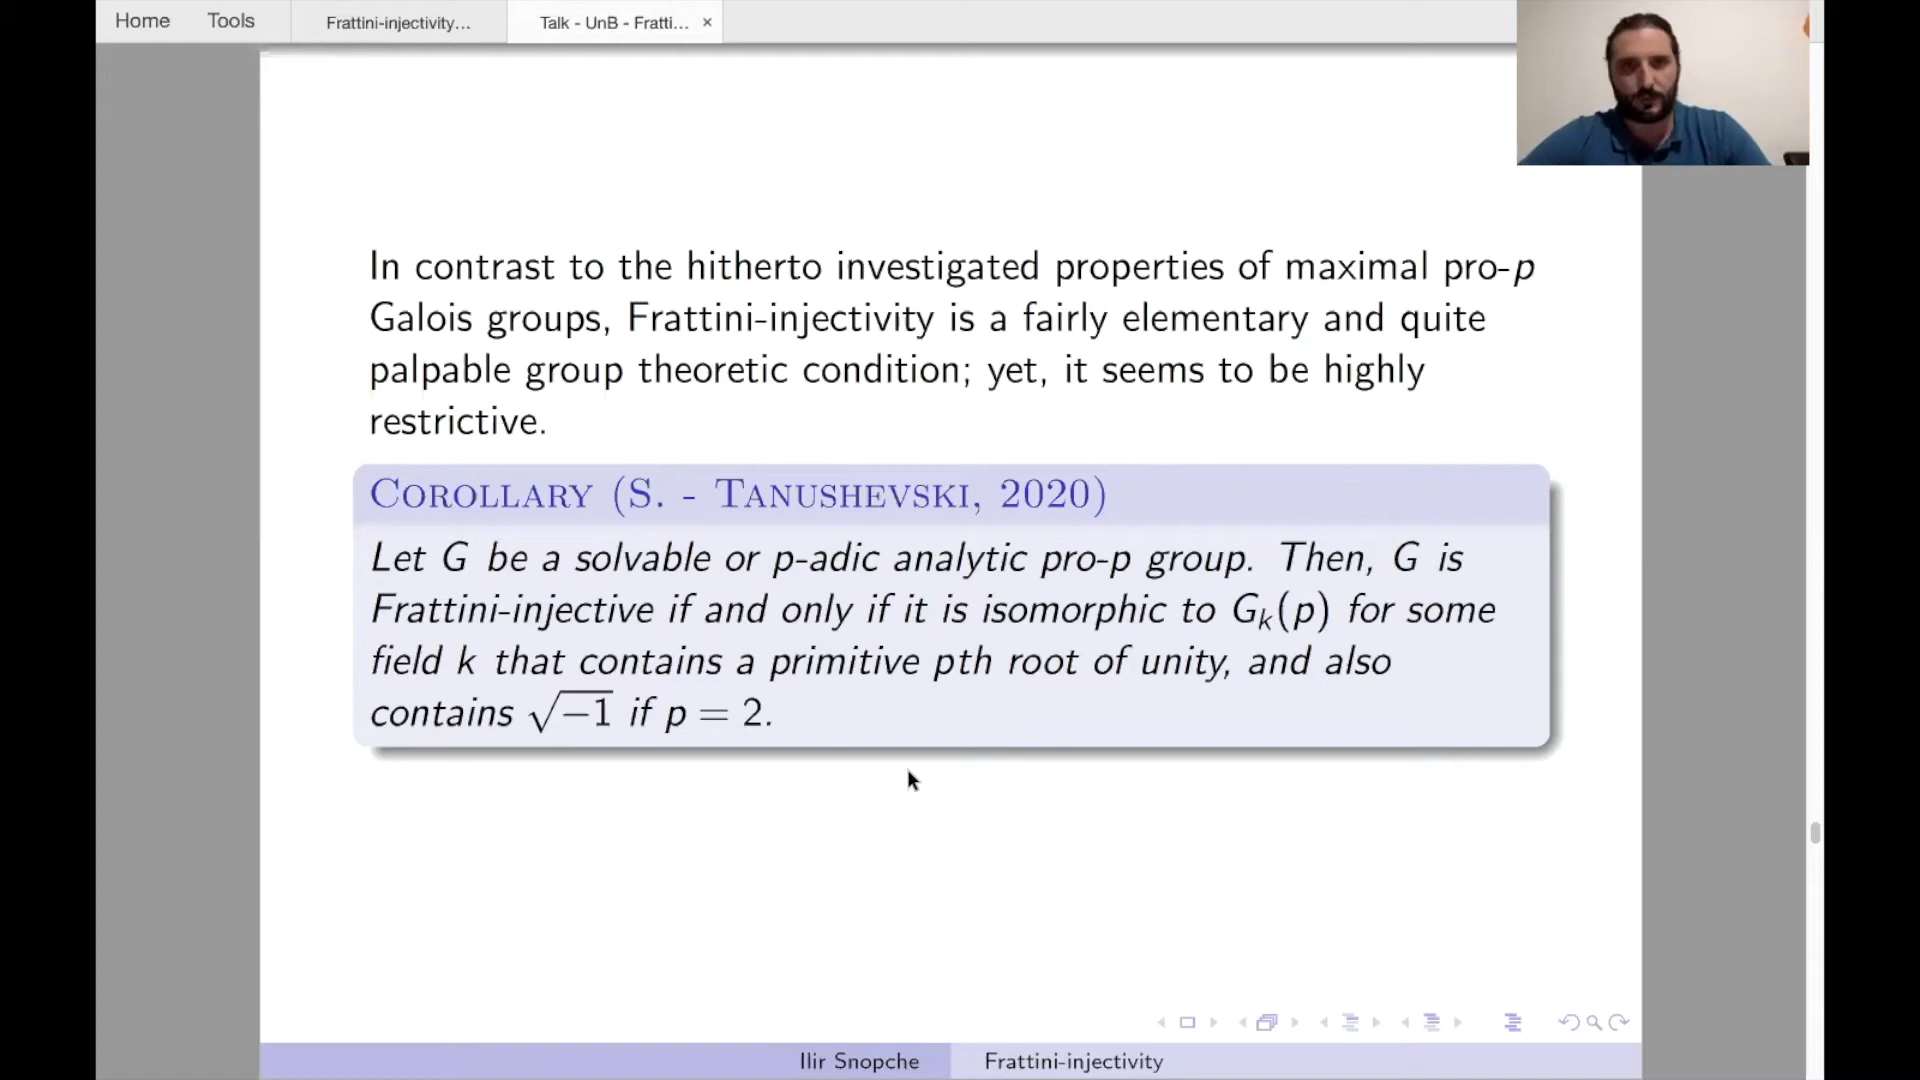 Home Tools Frattini-injectivity... Talk - UnB - Fratti... ×
In contrast to the hitherto investigated properties of maximal pro-p
Galois groups, Frattini-injectivity is a fairly elementary and quite
palpable group theoretic condition; yet, it seems to be highly
restrictive.
Corollary (S. - Tanushevski, 2020)
Let G be a solvable or p-adic analytic pro-p group. Then, G is
Frattini-injective if and only if it is isomorphic to Gₖ(p) for some
field k that contains a primitive pth root of unity, and also
contains √−1 if p = 2.
Ilir Snopche Frattini-injectivity